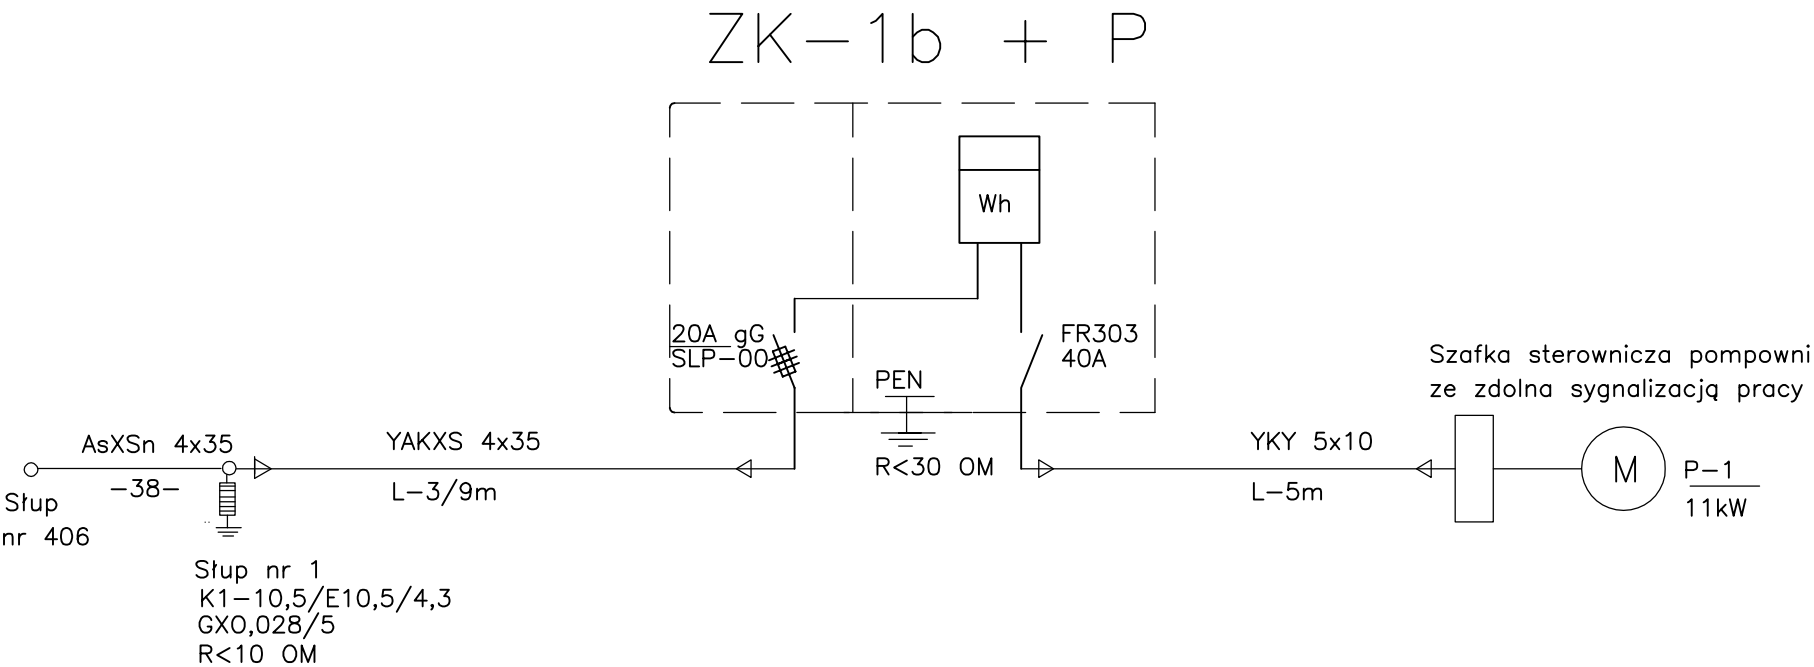 ZK-1b + P
Wh
20A gG
SLP-00
FR303
40A
PEN
R<30 OM
Szafka sterownicza pompowni
ze zdolna sygnalizacją pracy
AsXSn 4x35
-38-
YAKXS 4x35
L-3/9m
YKY 5x10
L-5m
M
P-1
11kW
Słup
nr 406
Słup nr 1
K1-10,5/E10,5/4,3
GXO,028/5
R<10 OM